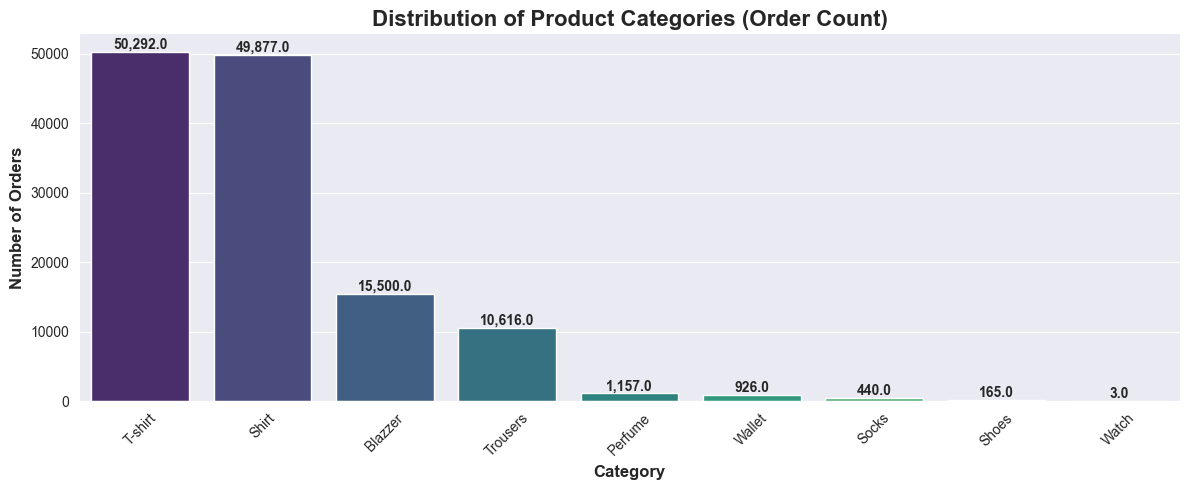 Distribution of Product Categories (Order Count)
Number of Orders
50000
40000
30000
20000
10000
0
50,292.0
49,877.0
15,500.0
10,616.0
1,157.0
926.0
440.0
165.0
3.0
T-shirt
Shirt
Blazzer
Trousers
Perfume
Wallet
Socks
Shoes
Watch
Category